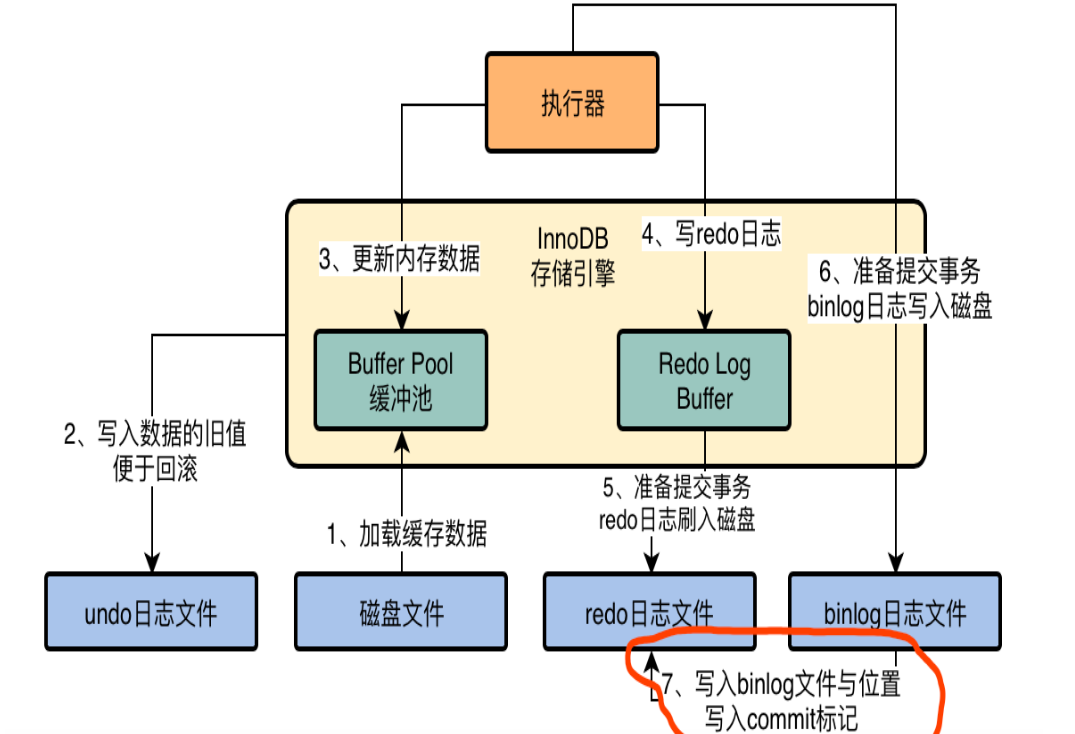 执行器
InnoDB
存储引擎
3、更新内存数据
4、写redo日志
6、准备提交事务
binlog日志写入磁盘
Buffer Pool
缓冲池
Redo Log
Buffer
2、写入数据的旧值
便于回滚
1、加载缓存数据
5、准备提交事务
redo日志刷入磁盘
undo日志文件
磁盘文件
redo日志文件
binlog日志文件
7、写入binlog文件与位置
写入commit标记